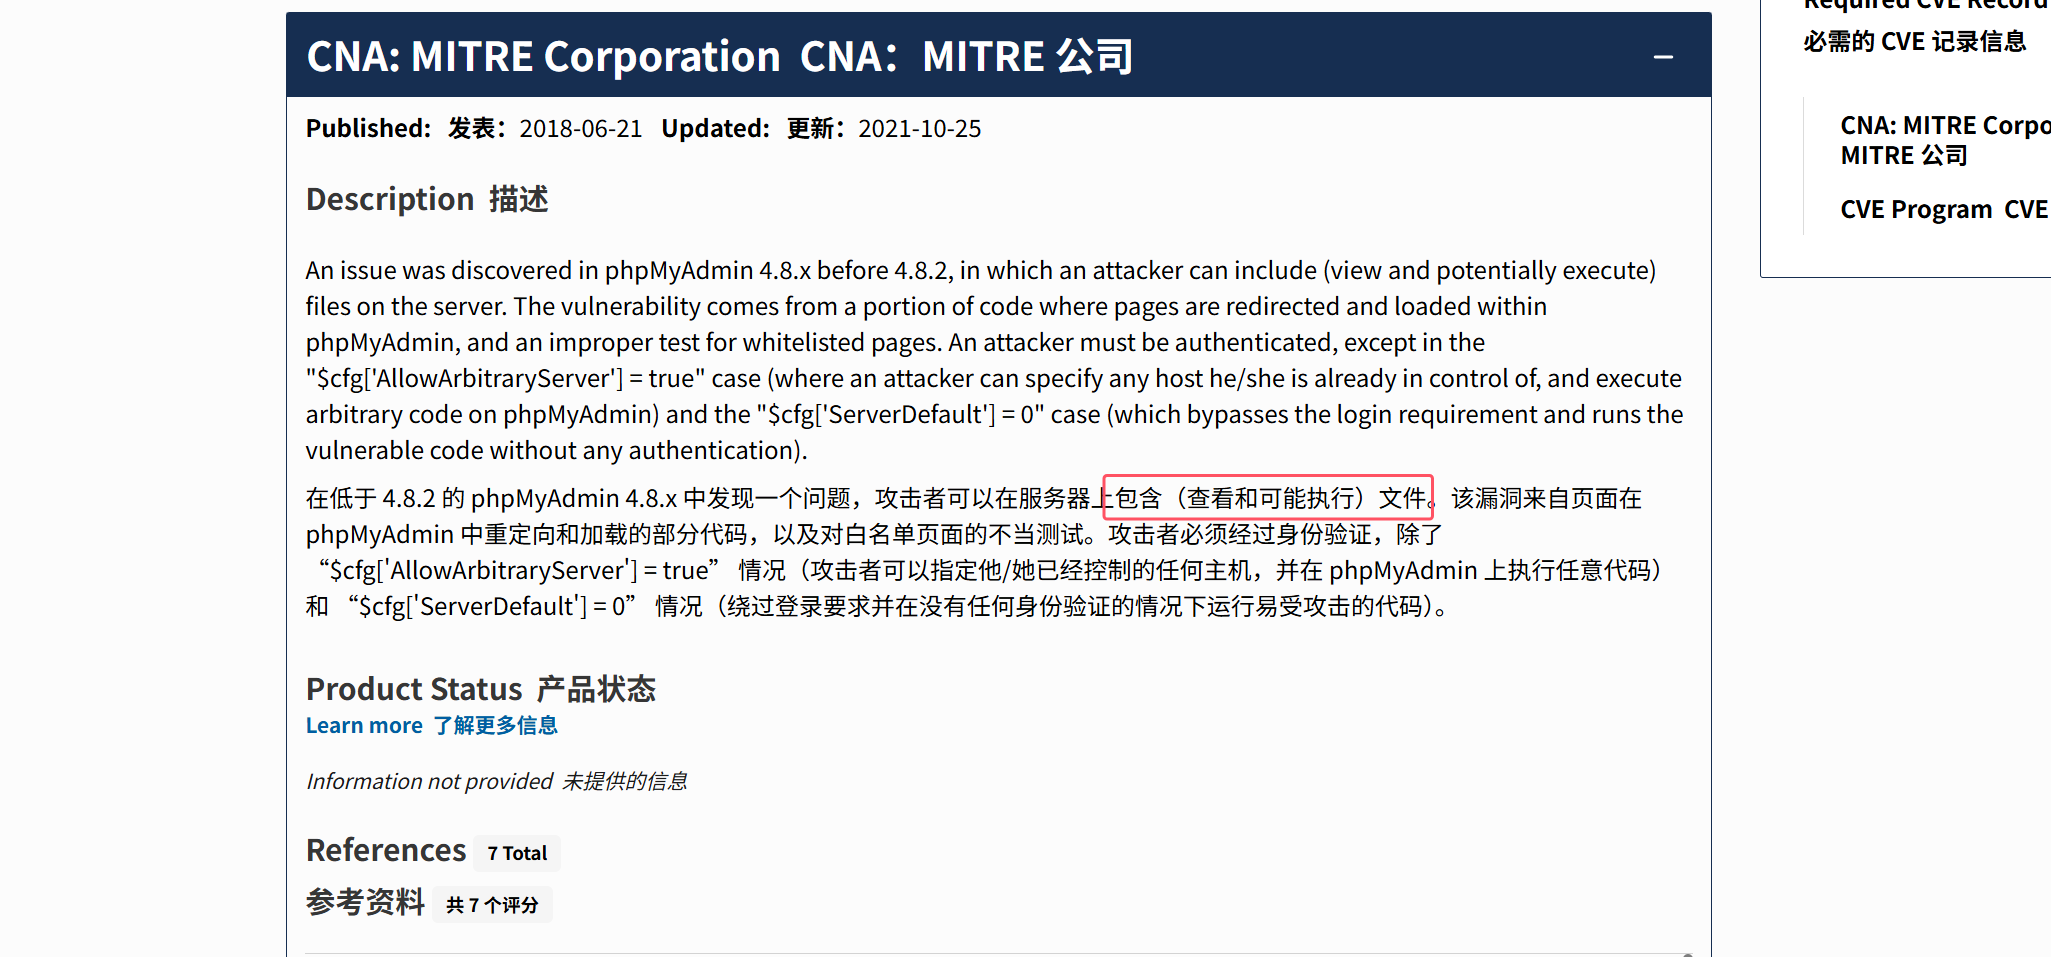 CNA: MITRE Corporation CNA：MITRE 公司
Published: 发表：2018-06-21 Updated: 更新：2021-10-25
Description 描述
An issue was discovered in phpMyAdmin 4.8.x before 4.8.2, in which an attacker can include (view and potentially execute)
files on the server. The vulnerability comes from a portion of code where pages are redirected and loaded within
phpMyAdmin, and an improper test for whitelisted pages. An attacker must be authenticated, except in the
"$cfg['AllowArbitraryServer'] = true" case (where an attacker can specify any host he/she is already in control of, and execute
arbitrary code on phpMyAdmin) and the "$cfg['ServerDefault'] = 0" case (which bypasses the login requirement and runs the
vulnerable code without any authentication).
在低于 4.8.2 的 phpMyAdmin 4.8.x 中发现一个问题，攻击者可以在服务器上包含（查看和可能执行）文件。该漏洞来自页面在
phpMyAdmin 中重定向和加载的部分代码，以及对白名单页面的不当测试。攻击者必须经过身份验证，除了
“$cfg['AllowArbitraryServer'] = true” 情况（攻击者可以指定他/她已经控制的任何主机，并在 phpMyAdmin 上执行任意代码）
和 “$cfg['ServerDefault'] = 0” 情况（绕过登录要求并在没有任何身份验证的情况下运行易受攻击的代码）。
Product Status 产品状态
Learn more 了解更多信息
Information not provided 未提供的信息
References 7 Total
参考资料 共 7 个评分
Required CVE Record
必需的 CVE 记录信息
CNA: MITRE Corpo
MITRE 公司
CVE Program CVE